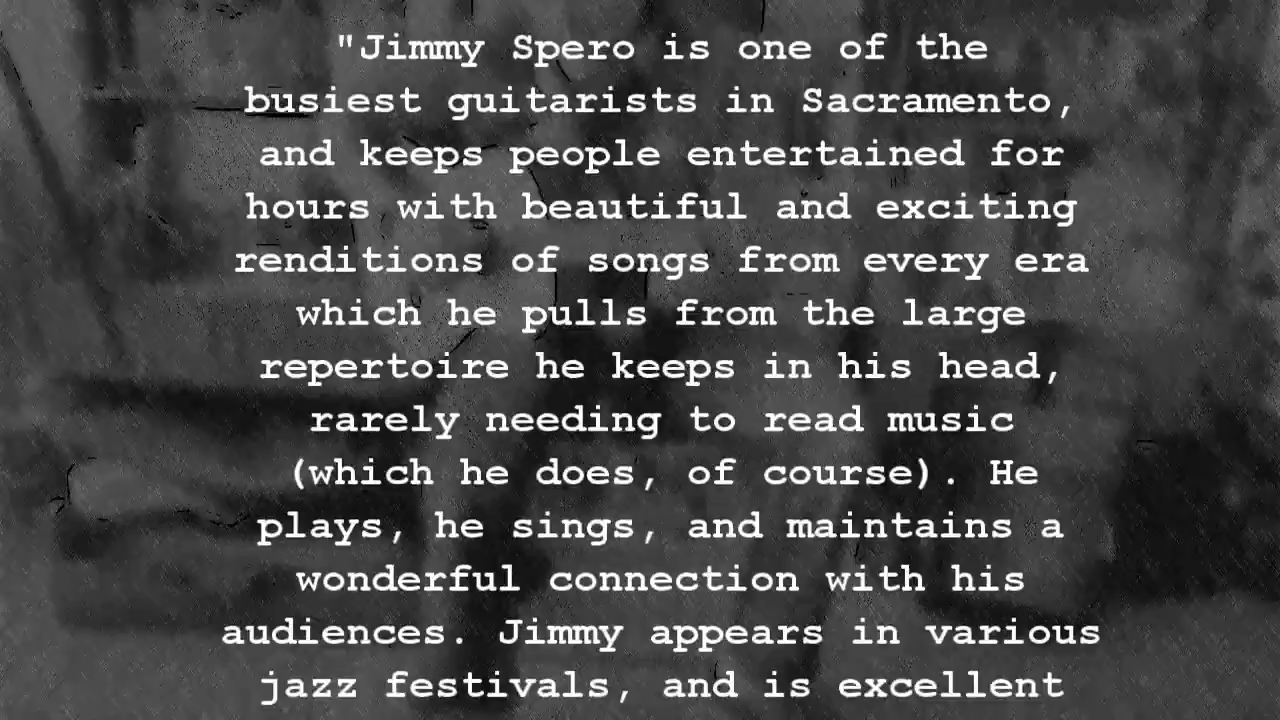 "Jimmy Spero is one of the
busiest guitarists in Sacramento,
and keeps people entertained for
hours with beautiful and exciting
renditions of songs from every era
which he pulls from the large
repertoire he keeps in his head,
rarely needing to read music
(which he does, of course). He
plays, he sings, and maintains a
wonderful connection with his
audiences. Jimmy appears in various
jazz festivals, and is excellent